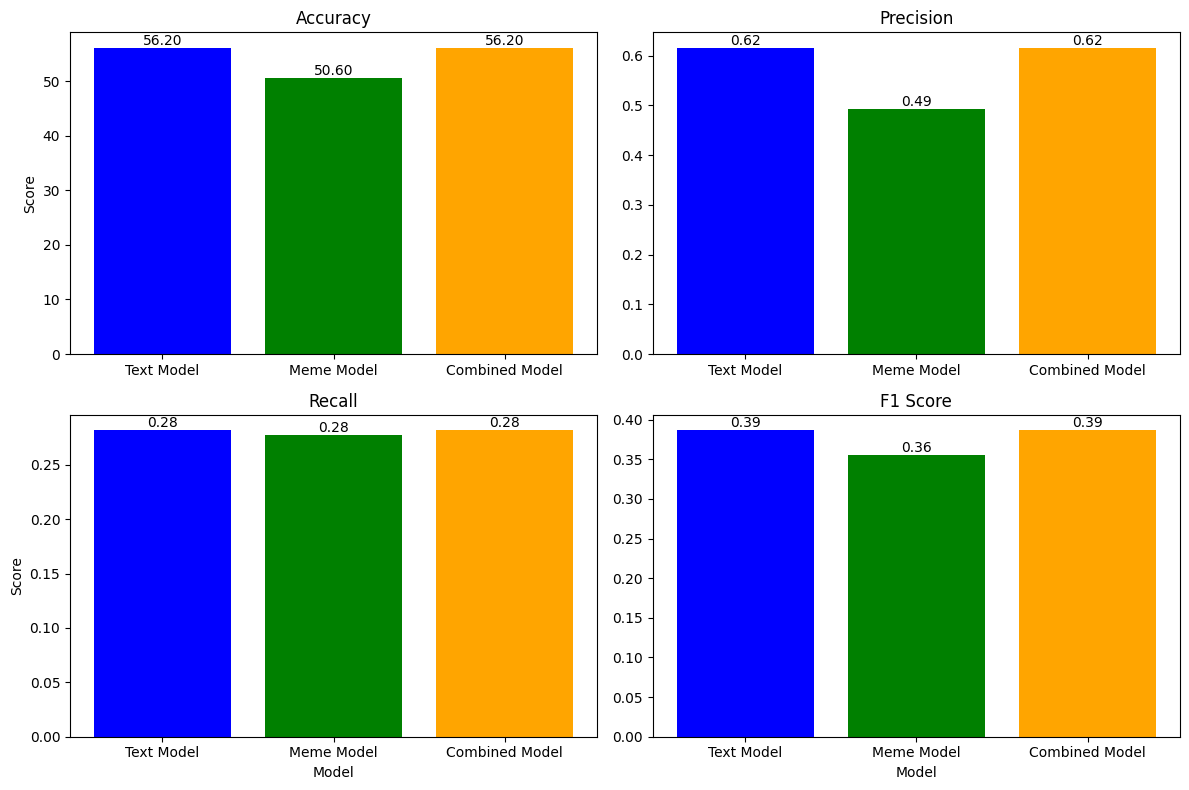 Accuracy
Precision
56.20
50.60
56.20
0.62
0.49
0.62
Score
50
40
30
20
10
0
0.6
0.5
0.4
0.3
0.2
0.1
0.0
Text Model
Meme Model
Combined Model
Text Model
Meme Model
Combined Model
Recall
F1 Score
0.28
0.28
0.28
0.39
0.36
0.39
Score
0.25
0.20
0.15
0.10
0.05
0.00
0.40
0.35
0.30
0.25
0.20
0.15
0.10
0.05
0.00
Text Model
Meme Model
Combined Model
Text Model
Meme Model
Combined Model
Model
Model